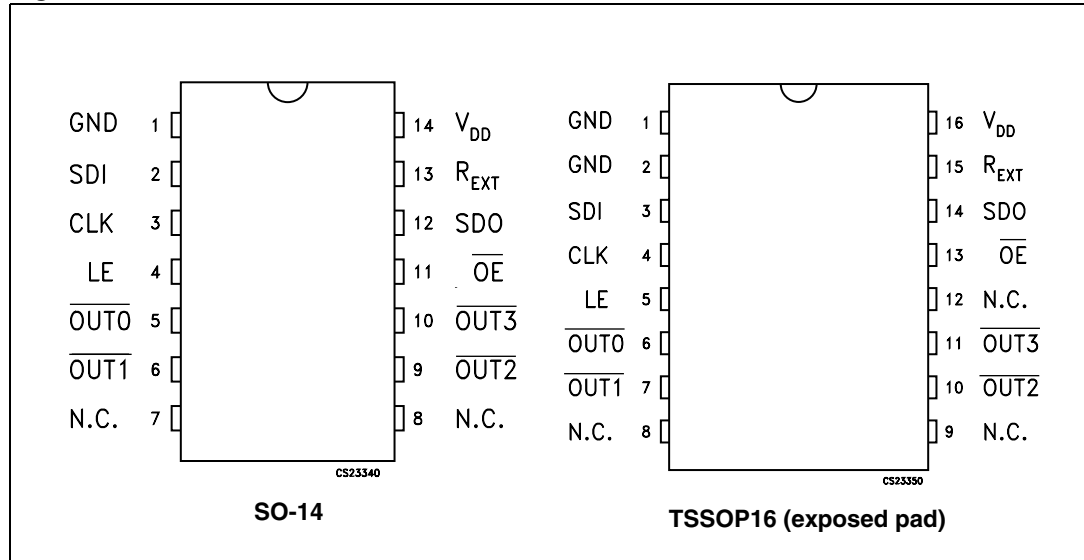 GND 1 14 VDD
SDI 2 13 REXT
CLK 3 12 SDO
LE 4 11 OE
OUT0 5 10 OUT3
OUT1 6 9 OUT2
N.C. 7 8 N.C.
CS23340
SO-14
GND 1 16 VDD
GND 2 15 REXT
SDI 3 14 SDO
CLK 4 13 OE
LE 5 12 N.C.
OUT0 6 11 OUT3
OUT1 7 10 OUT2
N.C. 8 9 N.C.
CS23350
TSSOP16 (exposed pad)